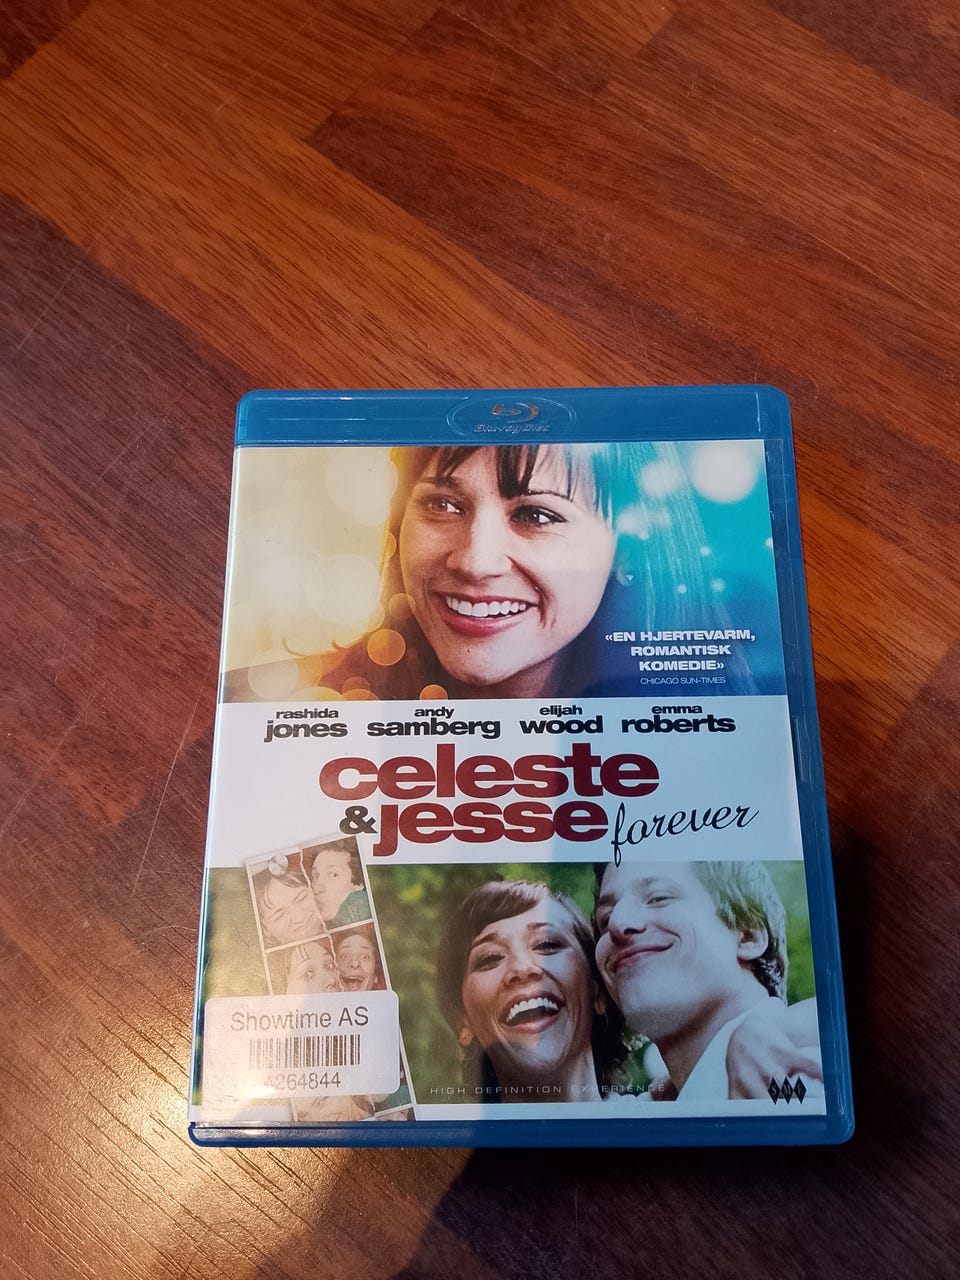 Blu-ray Disc
«EN HJERTEVARM,
ROMANTISK
KOMEDIE»
CHICAGO SUN-TIMES
rashida jones andy samberg elijah wood emma roberts
celeste
& jesse forever
Showtime AS
4264844
HIGH DEFINITION EXPERIENCE
SMF